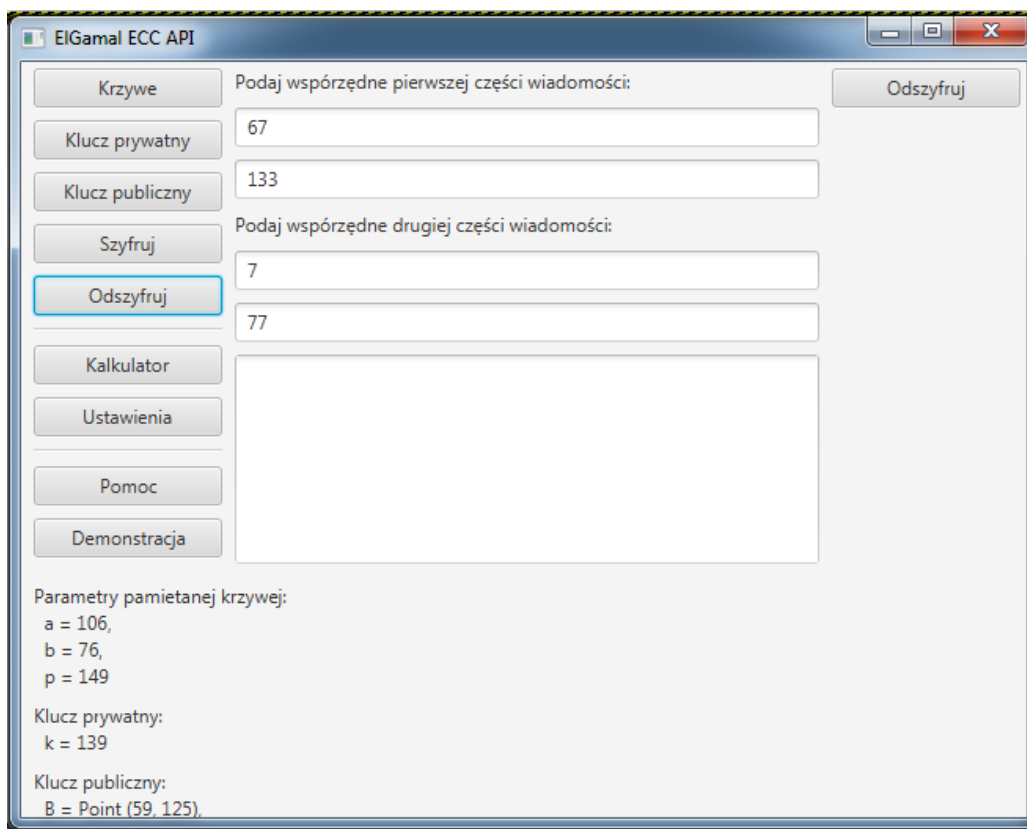 ElGamal ECC API
Krzywe
Klucz prywatny
Klucz publiczny
Szyfruj
Odszyfruj
Kalkulator
Ustawienia
Pomoc
Demonstracja
Podaj wspórzędne pierwszej części wiadomości:
67
133
Podaj wspórzędne drugiej części wiadomości:
7
77
Odszyfruj
Parametry pamietanej krzywej:
a = 106,
b = 76,
p = 149
Klucz prywatny:
k = 139
Klucz publiczny:
B = Point (59, 125),